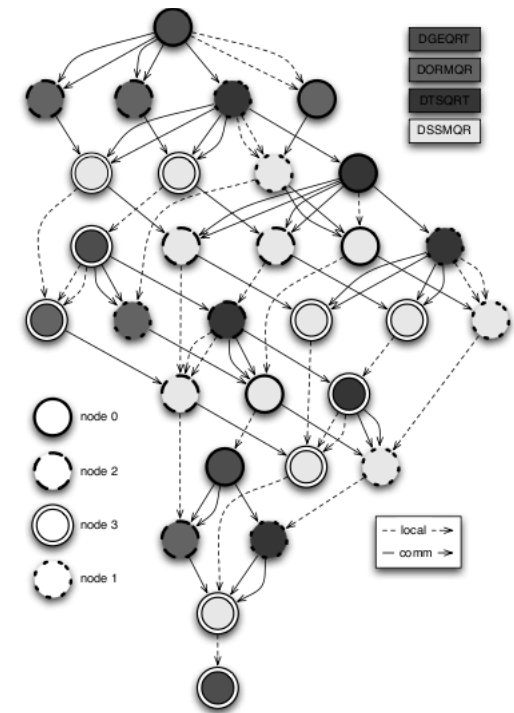 DGEQRT
DORMQR
DTSQRT
DSSMQR
node 0
node 2
node 3
node 1
local
comm